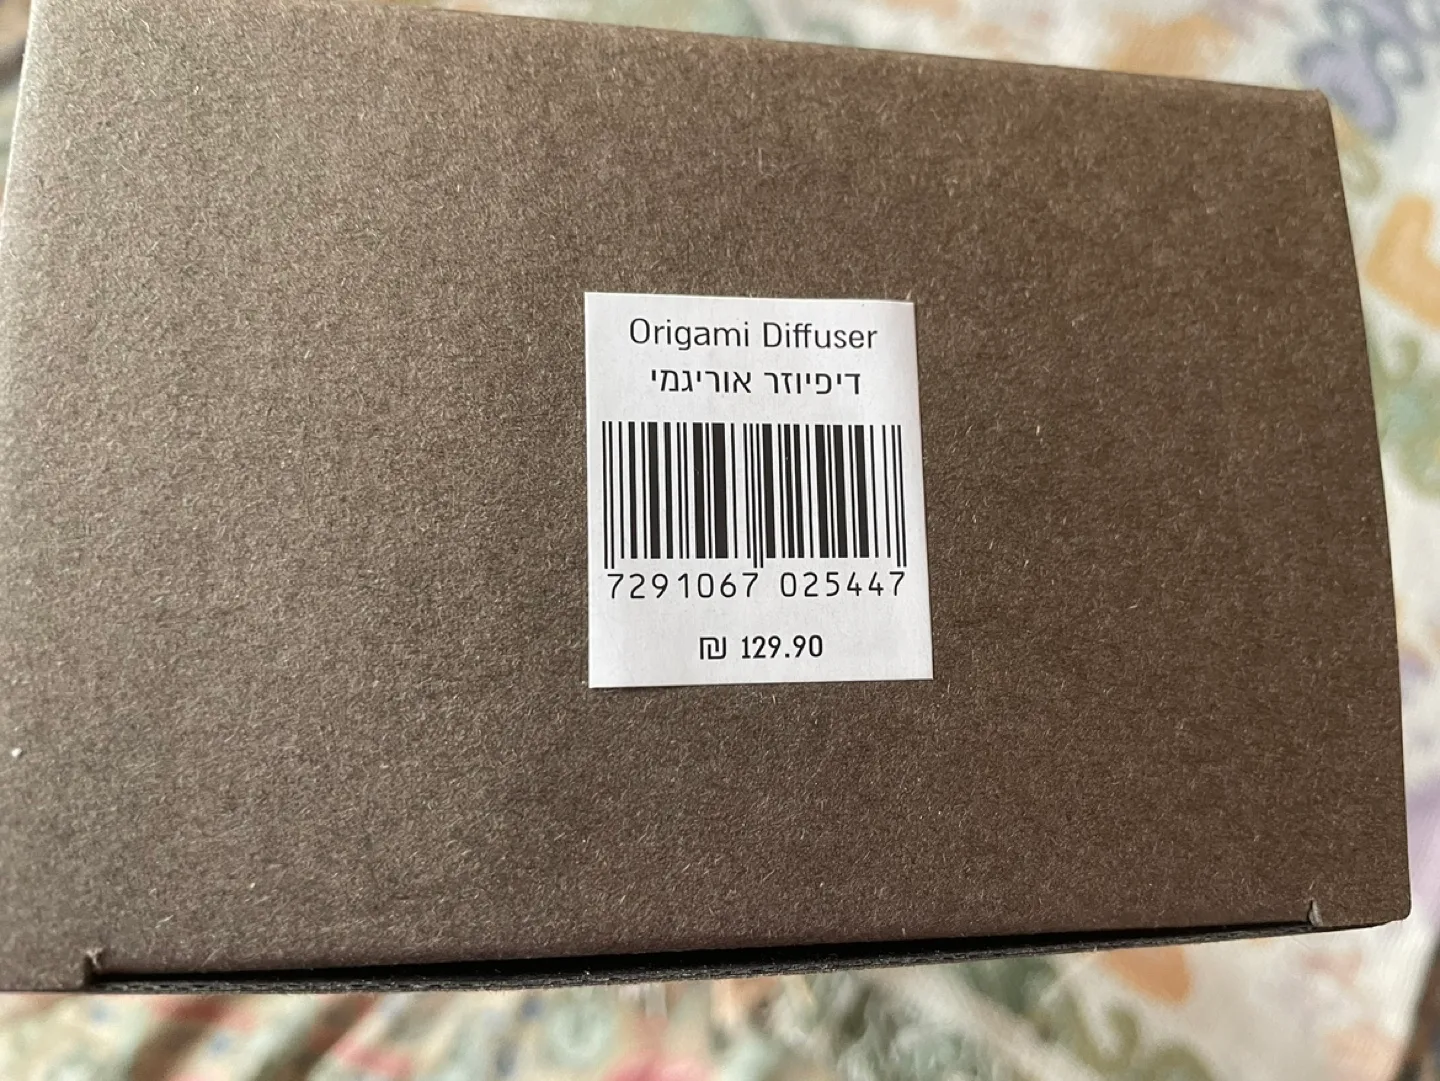 Origami Diffuser
דיפיוזר אוריגמי
7291067 025447
₪ 129.90